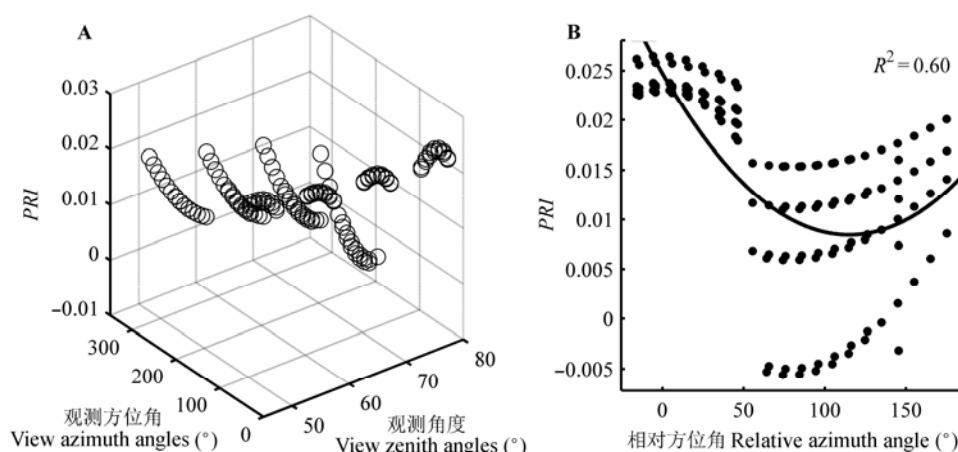 A
0.03
0.02
0.01
0
−0.01
PRI
300
200
100
0
观测方位角
View azimuth angles (°)
50
60
70
80
观测角度
View zenith angles (°)
B
R² = 0.60
0.025
0.020
0.015
0.010
0.005
0
−0.005
PRI
0
50
100
150
相对方位角 Relative azimuth angle (°)